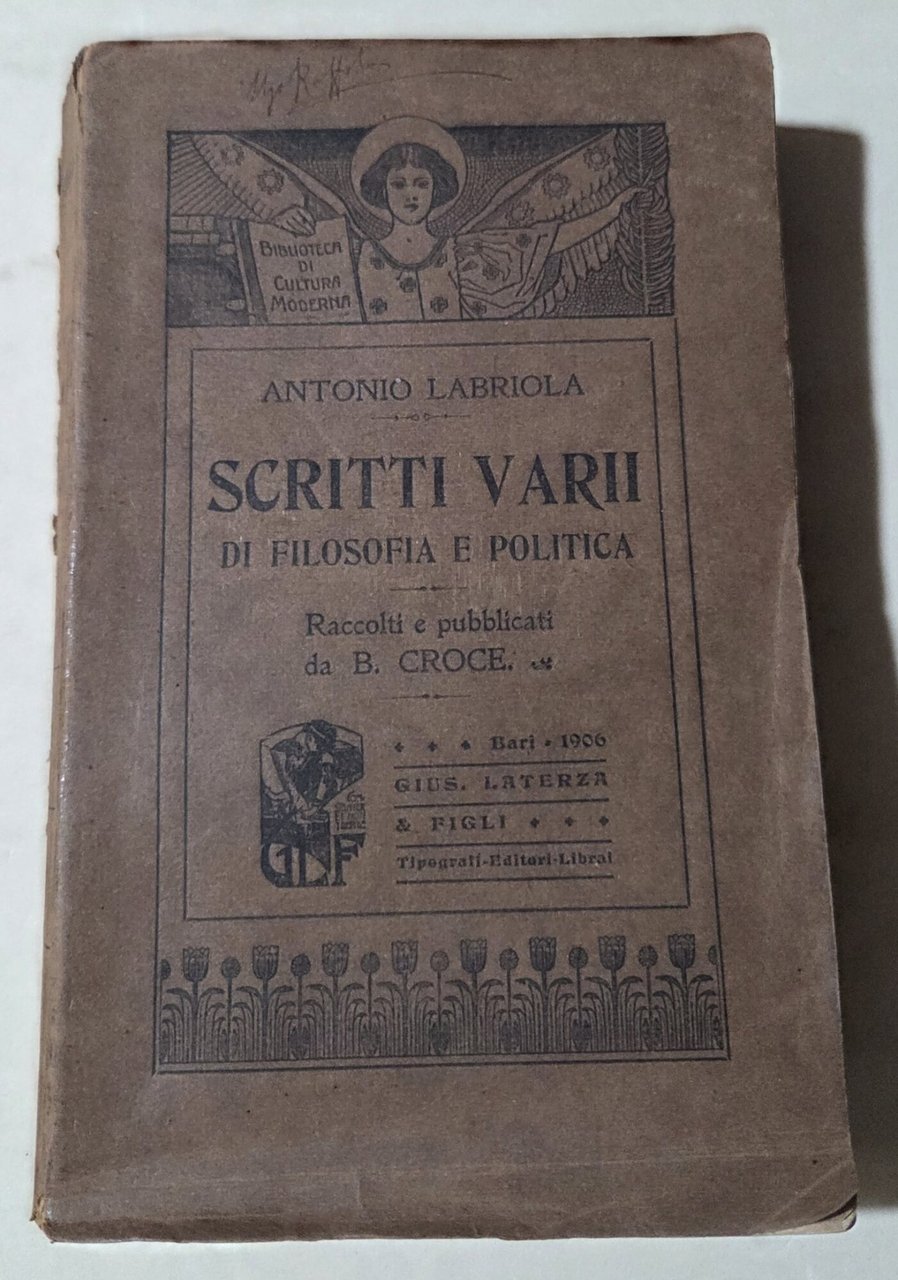 BIBLIOTECA
DI
CULTURA
MODERNA
ANTONIO LABRIOLA
SCRITTI VARII
DI FILOSOFIA E POLITICA
Raccolti e pubblicati
da B. CROCE.
Bari • 1906
GIUS. LATERZA
& FIGLI
Tipografi-Editori-Librai
GLF